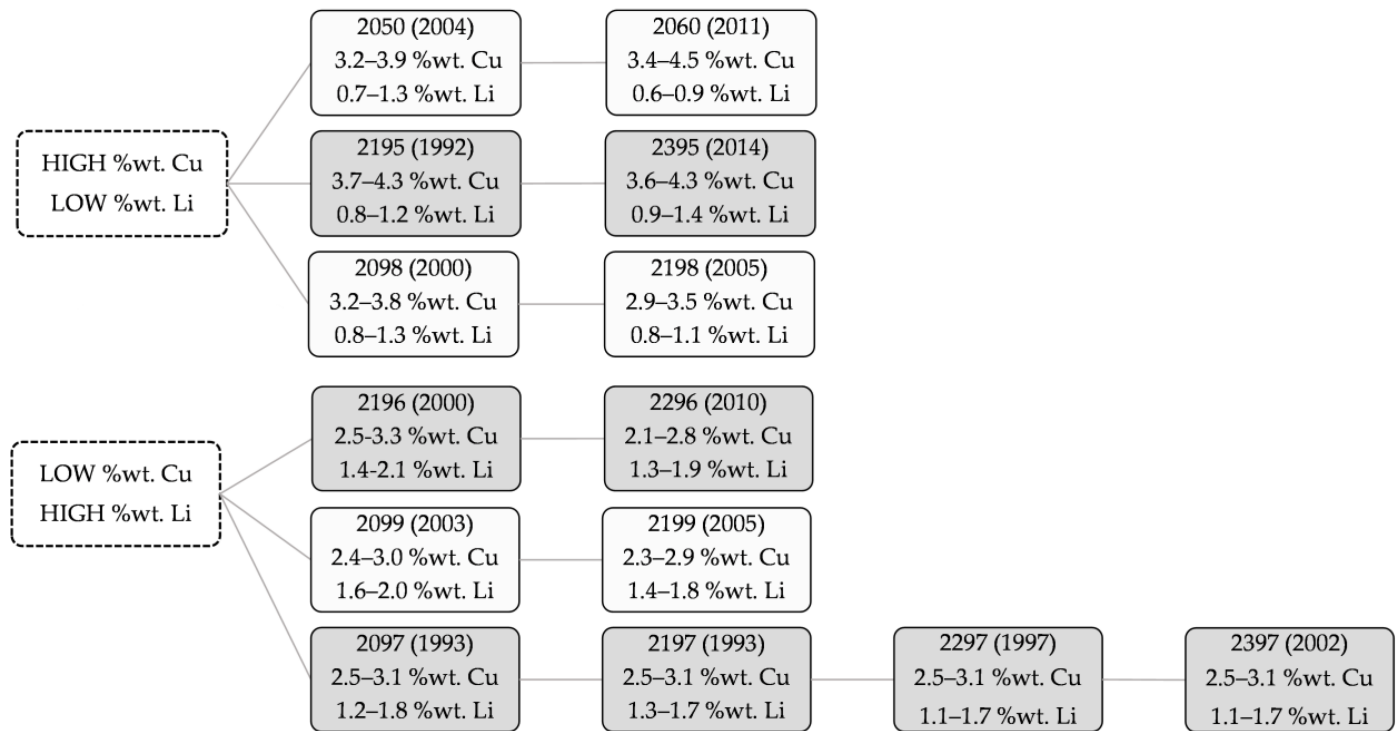 HIGH %wt. Cu
LOW %wt. Li
2050 (2004)
3.2–3.9 %wt. Cu
0.7–1.3 %wt. Li
2060 (2011)
3.4–4.5 %wt. Cu
0.6–0.9 %wt. Li
2195 (1992)
3.7–4.3 %wt. Cu
0.8–1.2 %wt. Li
2395 (2014)
3.6–4.3 %wt. Cu
0.9–1.4 %wt. Li
2098 (2000)
3.2–3.8 %wt. Cu
0.8–1.3 %wt. Li
2198 (2005)
2.9–3.5 %wt. Cu
0.8–1.1 %wt. Li
LOW %wt. Cu
HIGH %wt. Li
2196 (2000)
2.5-3.3 %wt. Cu
1.4-2.1 %wt. Li
2296 (2010)
2.1–2.8 %wt. Cu
1.3–1.9 %wt. Li
2099 (2003)
2.4–3.0 %wt. Cu
1.6–2.0 %wt. Li
2199 (2005)
2.3–2.9 %wt. Cu
1.4–1.8 %wt. Li
2097 (1993)
2.5–3.1 %wt. Cu
1.2–1.8 %wt. Li
2197 (1993)
2.5–3.1 %wt. Cu
1.3–1.7 %wt. Li
2297 (1997)
2.5–3.1 %wt. Cu
1.1–1.7 %wt. Li
2397 (2002)
2.5–3.1 %wt. Cu
1.1–1.7 %wt. Li